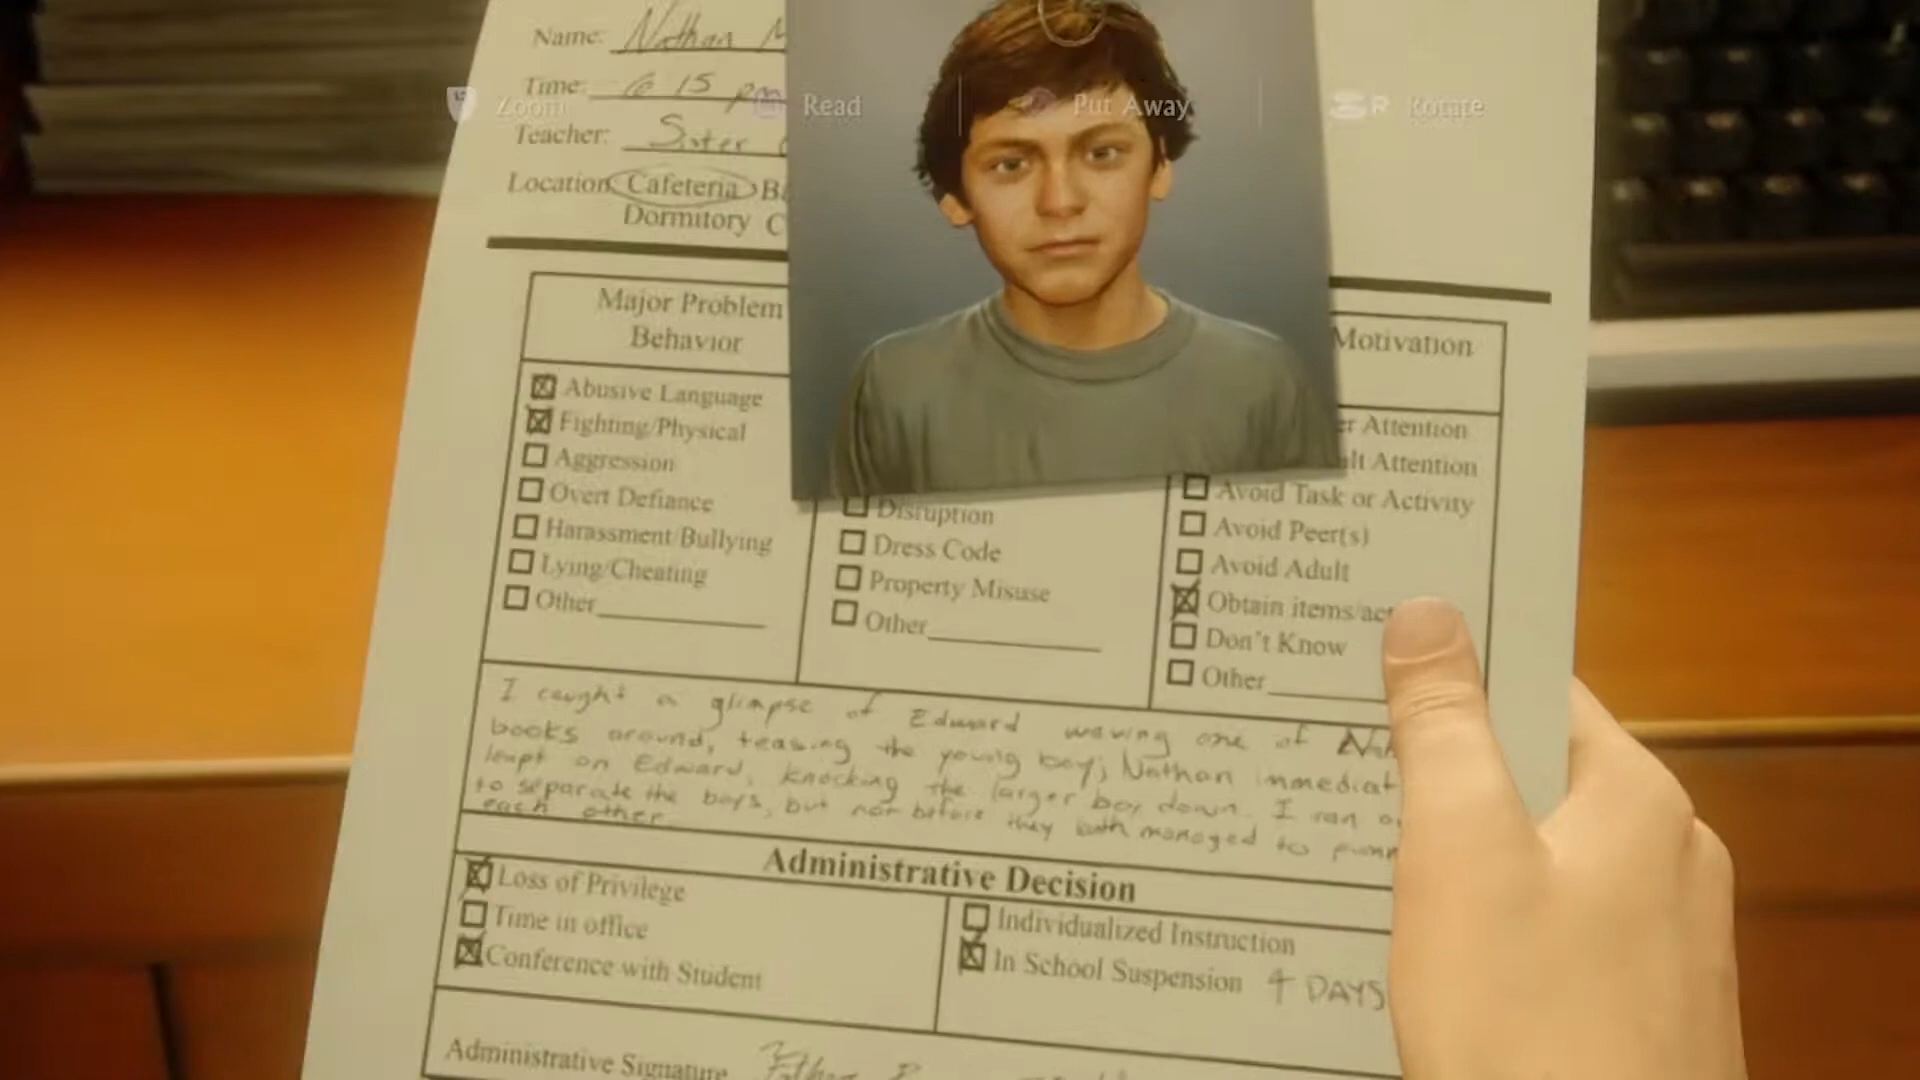 Name: Nathan M
Time: 6 15 pm
Zoom Read Put Away R Rotate
Teacher: Sister
Location: Cafeteria
Dormitory C
Major Problem
Behavior
Abusive Language
Fighting/Physical
Aggression
Overt Defiance
Harassment/Bullying
Lying/Cheating
Other
Disruption
Dress Code
Property Misuse
Other
Motivation
Attention
Attention
Avoid Task or Activity
Avoid Peer(s)
Avoid Adult
Obtain items/
Don't Know
Other
I caught a glimpse of Edward waving one of
books around, teasing the young boy; Nathan
leapt on Edward, knocking the larger boy down. I ran
to separate the boys, but not before they both managed to
each other
Administrative Decision
Loss of Privilege
Time in office
Conference with Student
Individualized Instruction
In School Suspension 4 DAYS
Administrative Signature